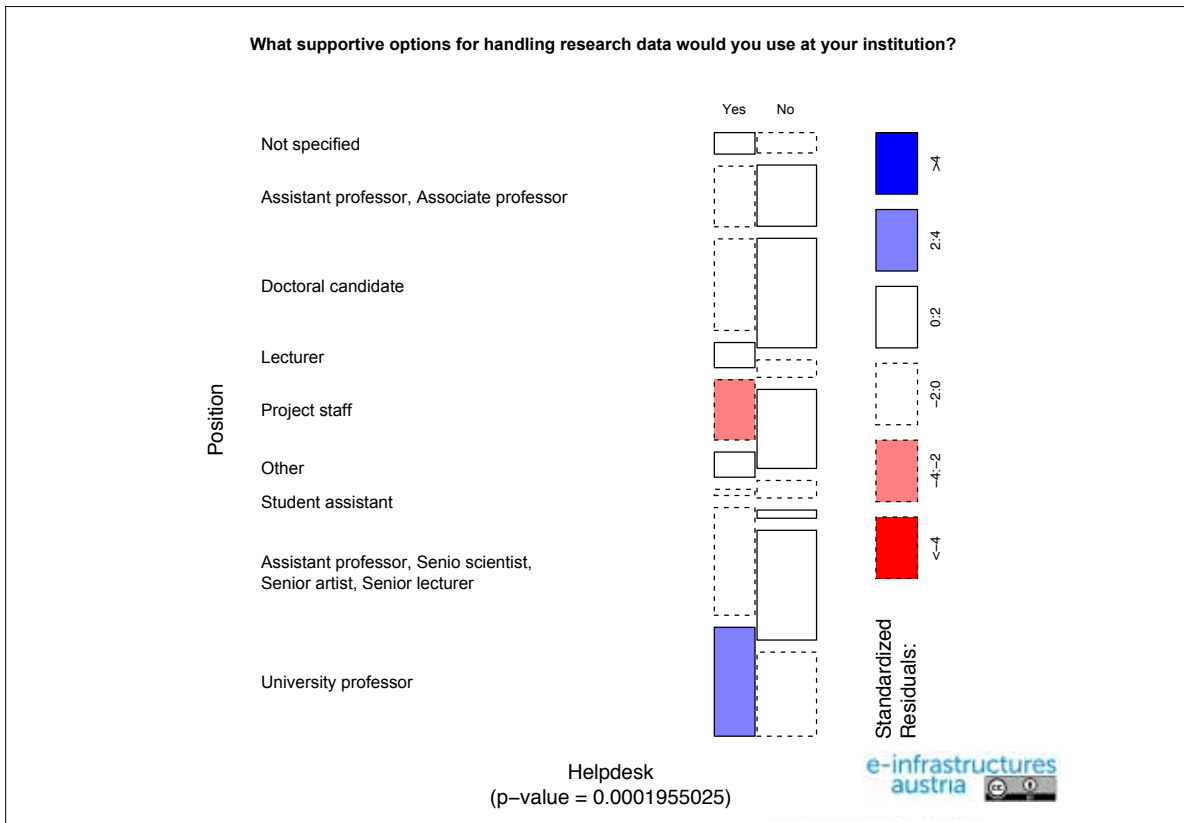 What supportive options for handling research data would you use at your institution?
Yes No
Not specified
Assistant professor, Associate professor
Doctoral candidate
Lecturer
Project staff
Other
Student assistant
Assistant professor, Senio scientist,
Senior artist, Senior lecturer
University professor
Position
Helpdesk
(p−value = 0.0001955025)
>4
2:4
0:2
−2:0
−4:−2
<−4
Standardized
Residuals:
e-infrastructures
austria
cc